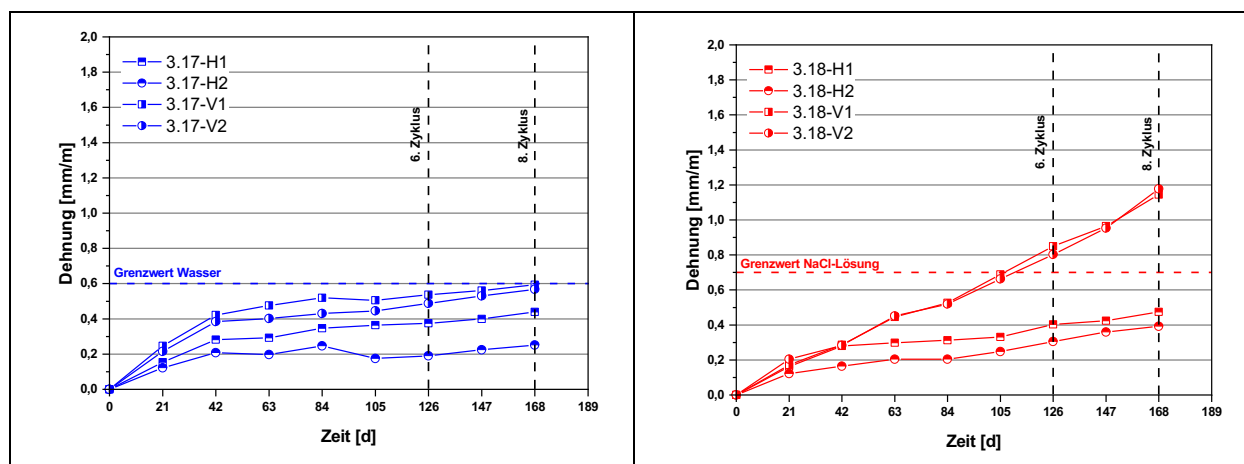 2,0
1,8
1,6
1,4
1,2
1,0
0,8
0,6
0,4
0,2
0,0
Dehnung [mm/m]
3.17-H1
3.17-H2
3.17-V1
3.17-V2
6. Zyklus
8. Zyklus
Grenzwert Wasser
0 21 42 63 84 105 126 147 168 189
Zeit [d]
2,0
1,8
1,6
1,4
1,2
1,0
0,8
0,6
0,4
0,2
0,0
Dehnung [mm/m]
3.18-H1
3.18-H2
3.18-V1
3.18-V2
6. Zyklus
8. Zyklus
Grenzwert NaCl-Lösung
0 21 42 63 84 105 126 147 168 189
Zeit [d]